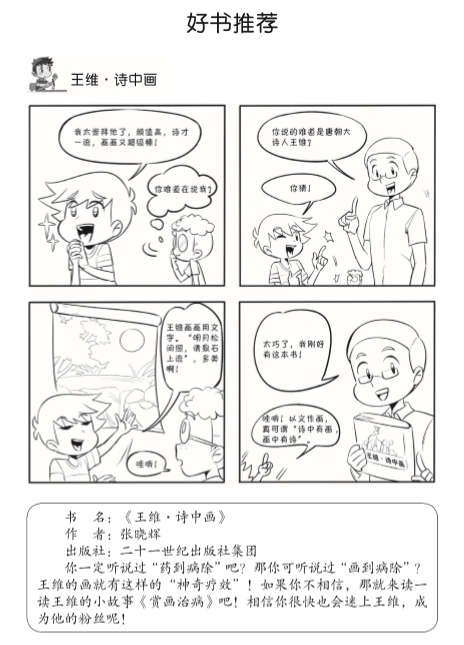 好书推荐
王维·诗中画
我太崇拜他了，颜值高，诗才
一流，画画又超级棒！
你难道在说我？
你说的难道是唐朝大
诗人王维？
你猜！
王维画画用文
字。“明月松
间照，清泉石
上流”，多美
啊！
哇哦！
太巧了，我刚好
有这本书！
哇哦！以文作画，
真可谓“诗中有画，
画中有诗”。
王维·诗中画
书 名：《王维·诗中画》
作 者：张晓辉
出版社：二十一世纪出版社集团
你一定听说过“药到病除”吧？那你可听说过“画到病除”？
王维的画就有这样的“神奇疗效”！如果你不相信，那就来读一
读王维的小故事《赏画治病》吧！相信你很快也会迷上王维，成
为他的粉丝呢！